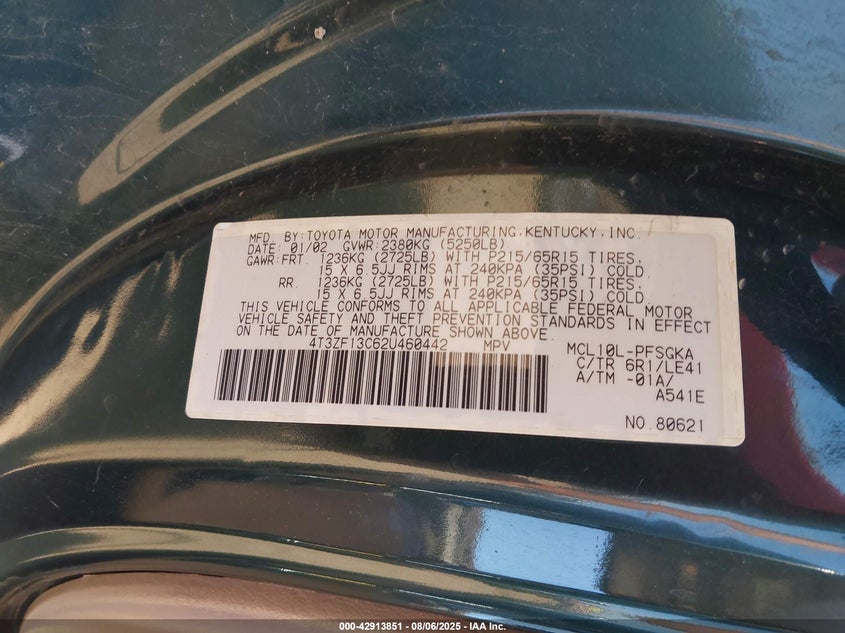 MFD. BY:TOYOTA MOTOR MANUFACTURING.KENTUCKY,INC.
DATE: 01/02 GVWR:2380KG (5250LB)
GAWR:FRT. 1236KG (2725LB) WITH P215/65R15 TIRES,
15 X 6.5JJ RIMS AT 240KPA (35PSI) COLD.
RR. 1236KG (2725LB) WITH P215/65R15 TIRES,
15 X 6.5JJ RIMS AT 240KPA (35PSI) COLD.
THIS VEHICLE CONFORMS TO ALL APPLICABLE FEDERAL MOTOR
VEHICLE SAFETY AND THEFT PREVENTION STANDARDS IN EFFECT
ON THE DATE OF MANUFACTURE SHOWN ABOVE.
4T3ZF13C62U460442 MPV
MCL10L-PFSGKA
C/TR 6R1/LE41
A/TM -01A/
A541E
NO.80621
000-42913851 - 08/06/2025 - IAA Inc.